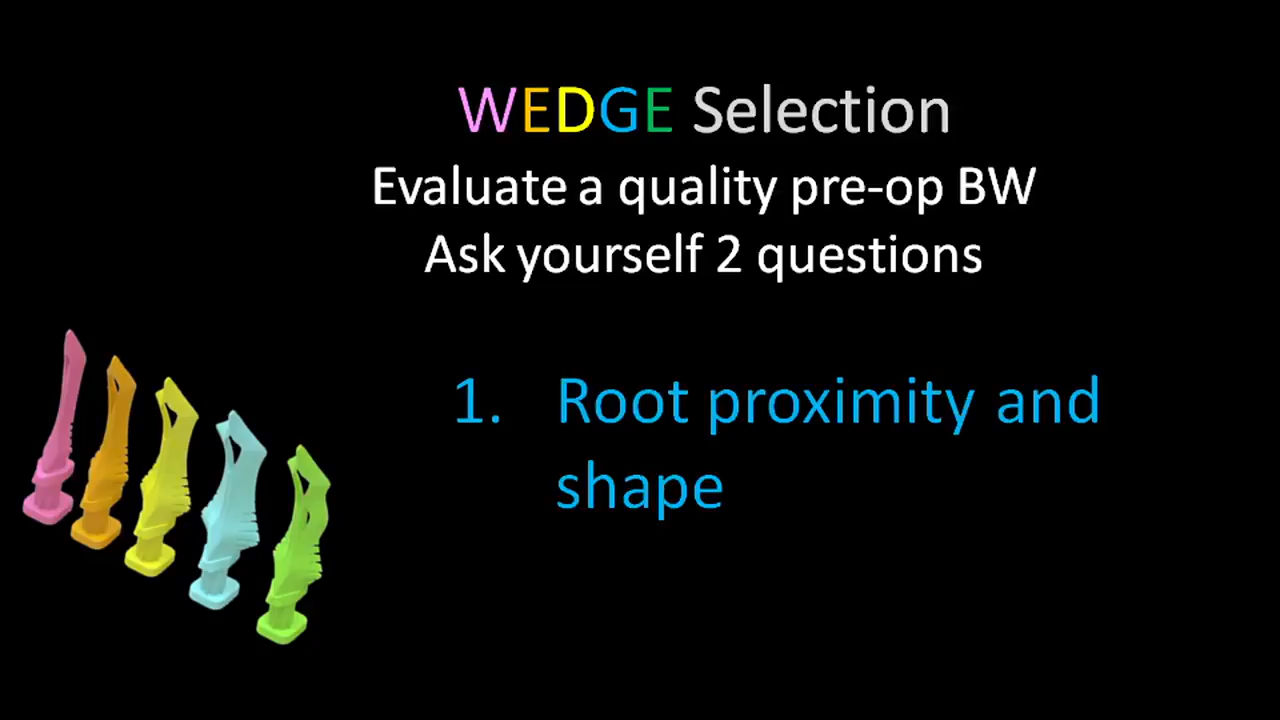 WEDGE Selection
Evaluate a quality pre-op BW
Ask yourself 2 questions
1. Root proximity and
shape